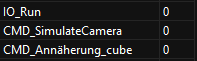 IO_Run 0
CMD_SimulateCamera 0
CMD_Annäherung_cube 0